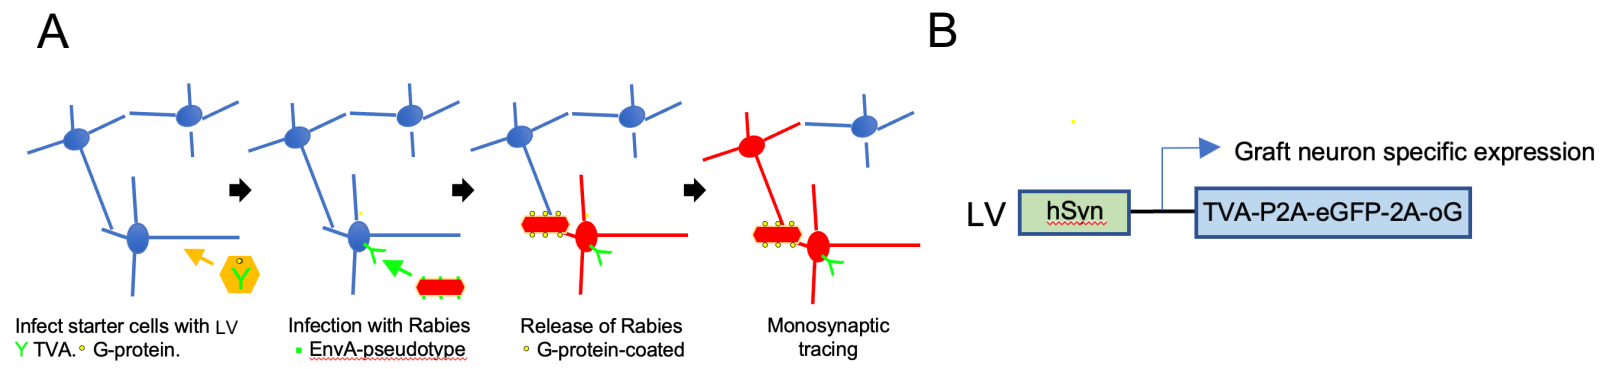 A
B
Infect starter cells with LV
Y TVA. G-protein.
Infection with Rabies
EnvA-pseudotype
Release of Rabies
G-protein-coated
Monosynaptic
tracing
Y
Graft neuron specific expression
LV
hSvn
TVA-P2A-eGFP-2A-oG